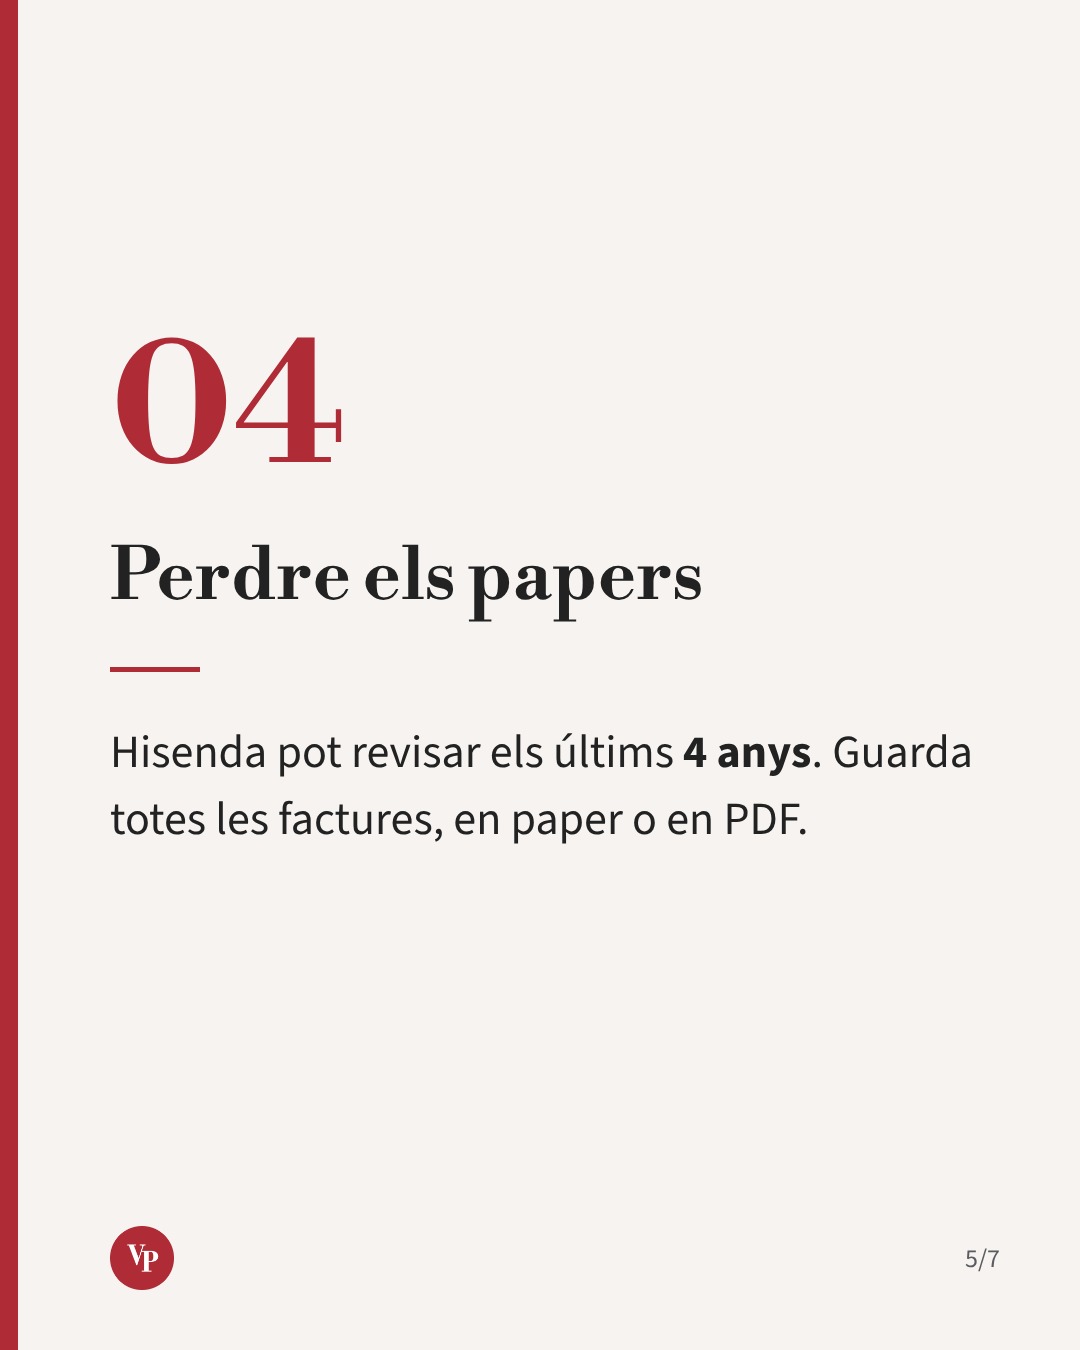 04
Perdre els papers
Hisenda pot revisar els últims 4 anys. Guarda
totes les factures, en paper o en PDF.
VP
5/7